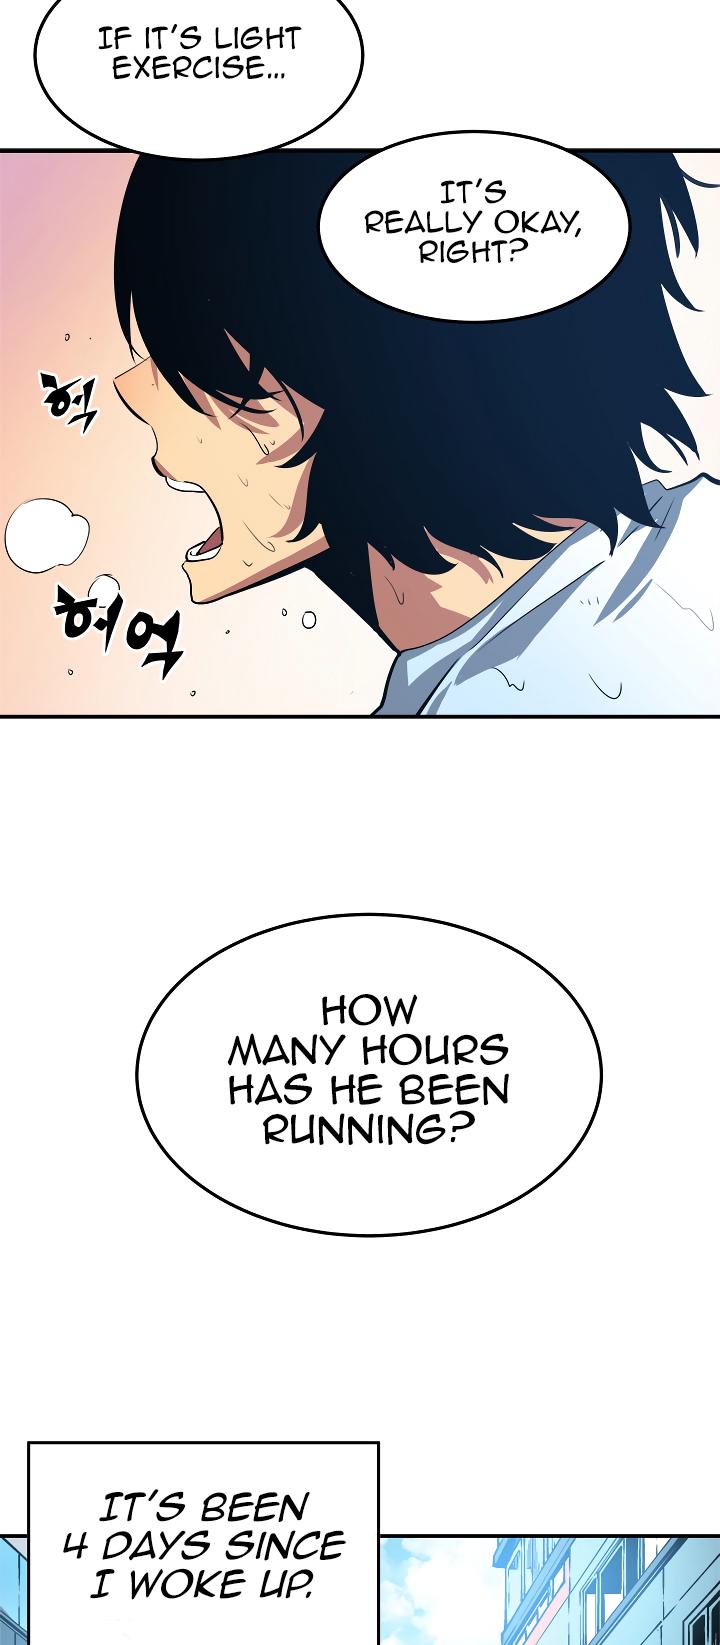 IF IT'S LIGHT
EXERCISE...
IT'S
REALLY OKAY,
RIGHT?
헉
허억
HOW
MANY HOURS
HAS HE BEEN
RUNNING?
IT'S BEEN
4 DAYS SINCE
I WOKE UP.